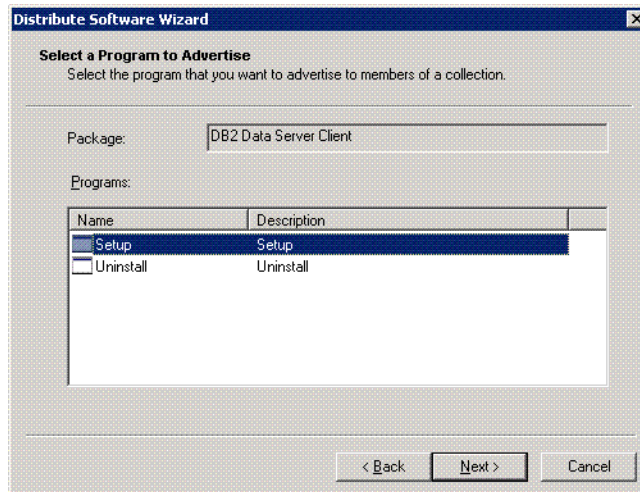 Distribute Software Wizard
Select a Program to Advertise
Select the program that you want to advertise to members of a collection.
Package: DB2 Data Server Client
Programs:
Name Description
Setup Setup
Uninstall Uninstall
< Back Next > Cancel